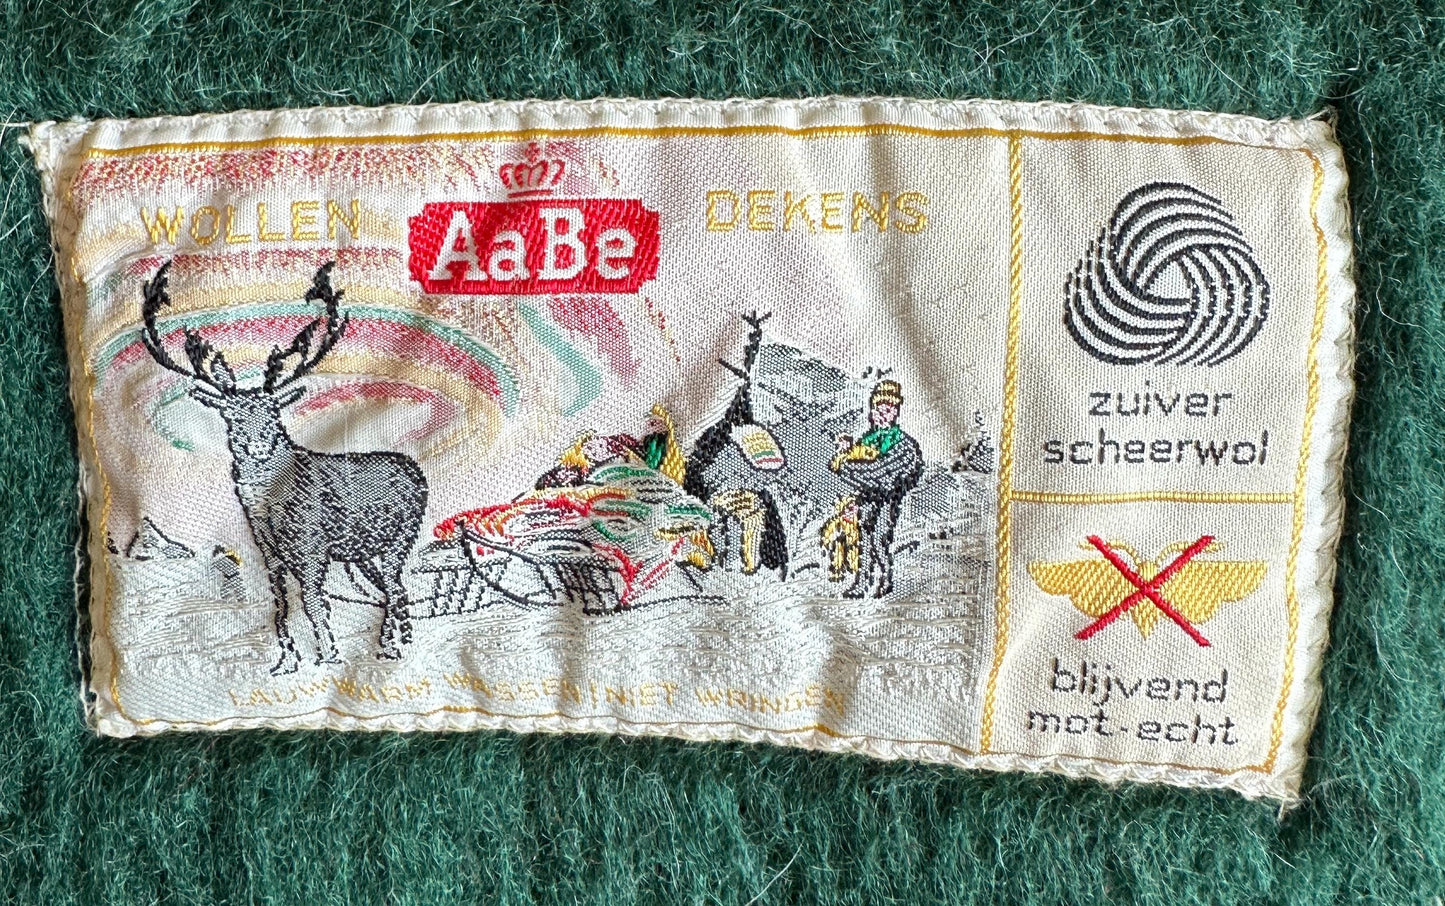 WOLLEN AaBe DEKENS
LAUWWARM WASSEN | NIET WRINGEN
zuiver
scheerwol
blijvend
mot-echt